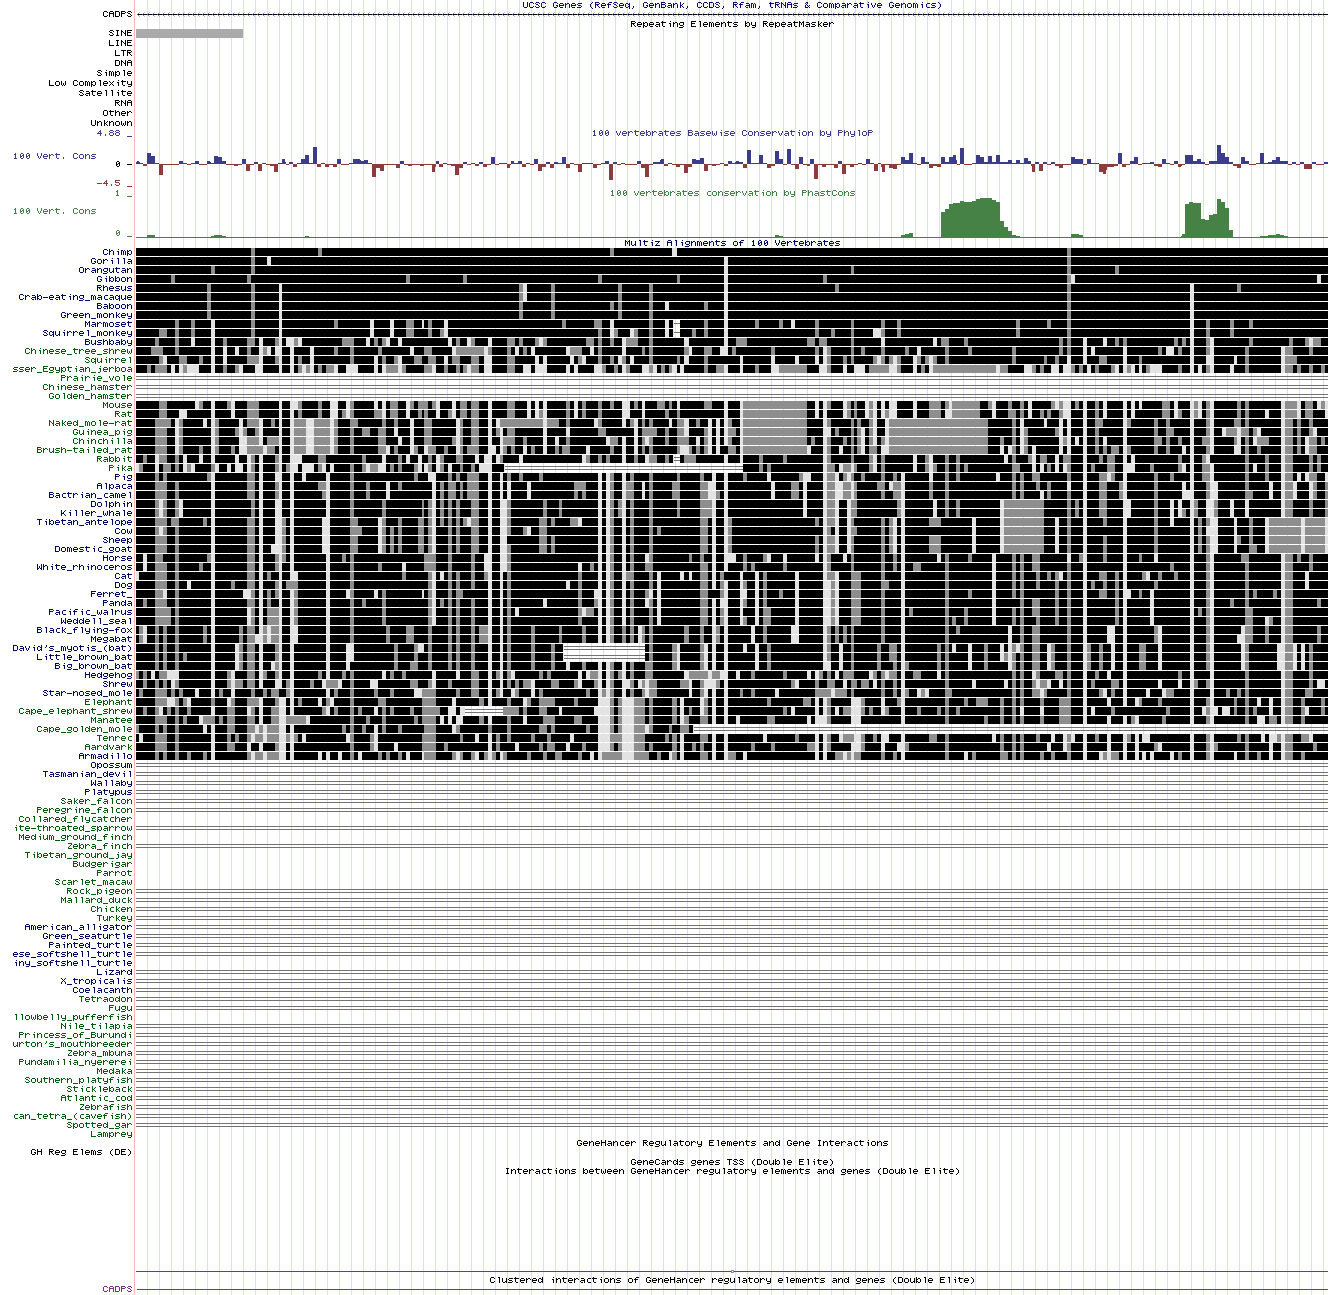 UCSC Genes (RefSeq, GenBank, CCDS, Rfam, tRNAs & Comparative Genomics)
CADPS
Repeating Elements by RepeatMasker
SINE
LINE
LTR
DNA
Simple
Low Complexity
Satellite
RNA
Other
Unknown
4.88 _
100 vertebrates Basewise Conservation by PhyloP
100 Vert. Cons
0 _
-4.5 _
1 _
100 vertebrates conservation by PhastCons
100 Vert. Cons
0 _
Multiz Alignments of 100 Vertebrates
Chimp
Gorilla
Orangutan
Gibbon
Rhesus
Crab-eating_macaque
Baboon
Green_monkey
Marmoset
Squirrel_monkey
Bushbaby
Chinese_tree_shrew
Squirrel
sser_Egyptian_jerboa
Prairie_vole
Chinese_hamster
Golden_hamster
Mouse
Rat
Naked_mole-rat
Guinea_pig
Chinchilla
Brush-tailed_rat
Rabbit
Pika
Pig
Alpaca
Bactrian_camel
Dolphin
Killer_whale
Tibetan_antelope
Cow
Sheep
Domestic_goat
Horse
White_rhinoceros
Cat
Dog
Ferret_
Panda
Pacific_walrus
Weddell_seal
Black_flying-fox
Megabat
David's_myotis_(bat)
Little_brown_bat
Big_brown_bat
Hedgehog
Shrew
Star-nosed_mole
Elephant
Cape_elephant_shrew
Manatee
Cape_golden_mole
Tenrec
Aardvark
Armadillo
Opossum
Tasmanian_devil
Wallaby
Platypus
Saker_falcon
Peregrine_falcon
Collared_flycatcher
ite-throated_sparrow
Medium_ground_finch
Zebra_finch
Tibetan_ground_jay
Budgerigar
Parrot
Scarlet_macaw
Rock_pigeon
Mallard_duck
Chicken
Turkey
American_alligator
Green_seaturtle
Painted_turtle
ese_softshell_turtle
iny_softshell_turtle
Lizard
X_tropicalis
Coelacanth
Tetraodon
Fugu
llowbelly_pufferfish
Nile_tilapia
Princess_of_Burundi
urton's_mouthbreeder
Zebra_mbuna
Pundamilia_nyererei
Medaka
Southern_platyfish
Stickleback
Atlantic_cod
Zebrafish
can_tetra_(cavefish)
Spotted_gar
Lamprey
GeneHancer Regulatory Elements and Gene Interactions
GH Reg Elems (DE)
GeneCards genes TSS (Double Elite)
Interactions between GeneHancer regulatory elements and genes (Double Elite)
Clustered interactions of GeneHancer regulatory elements and genes (Double Elite)
CADPS